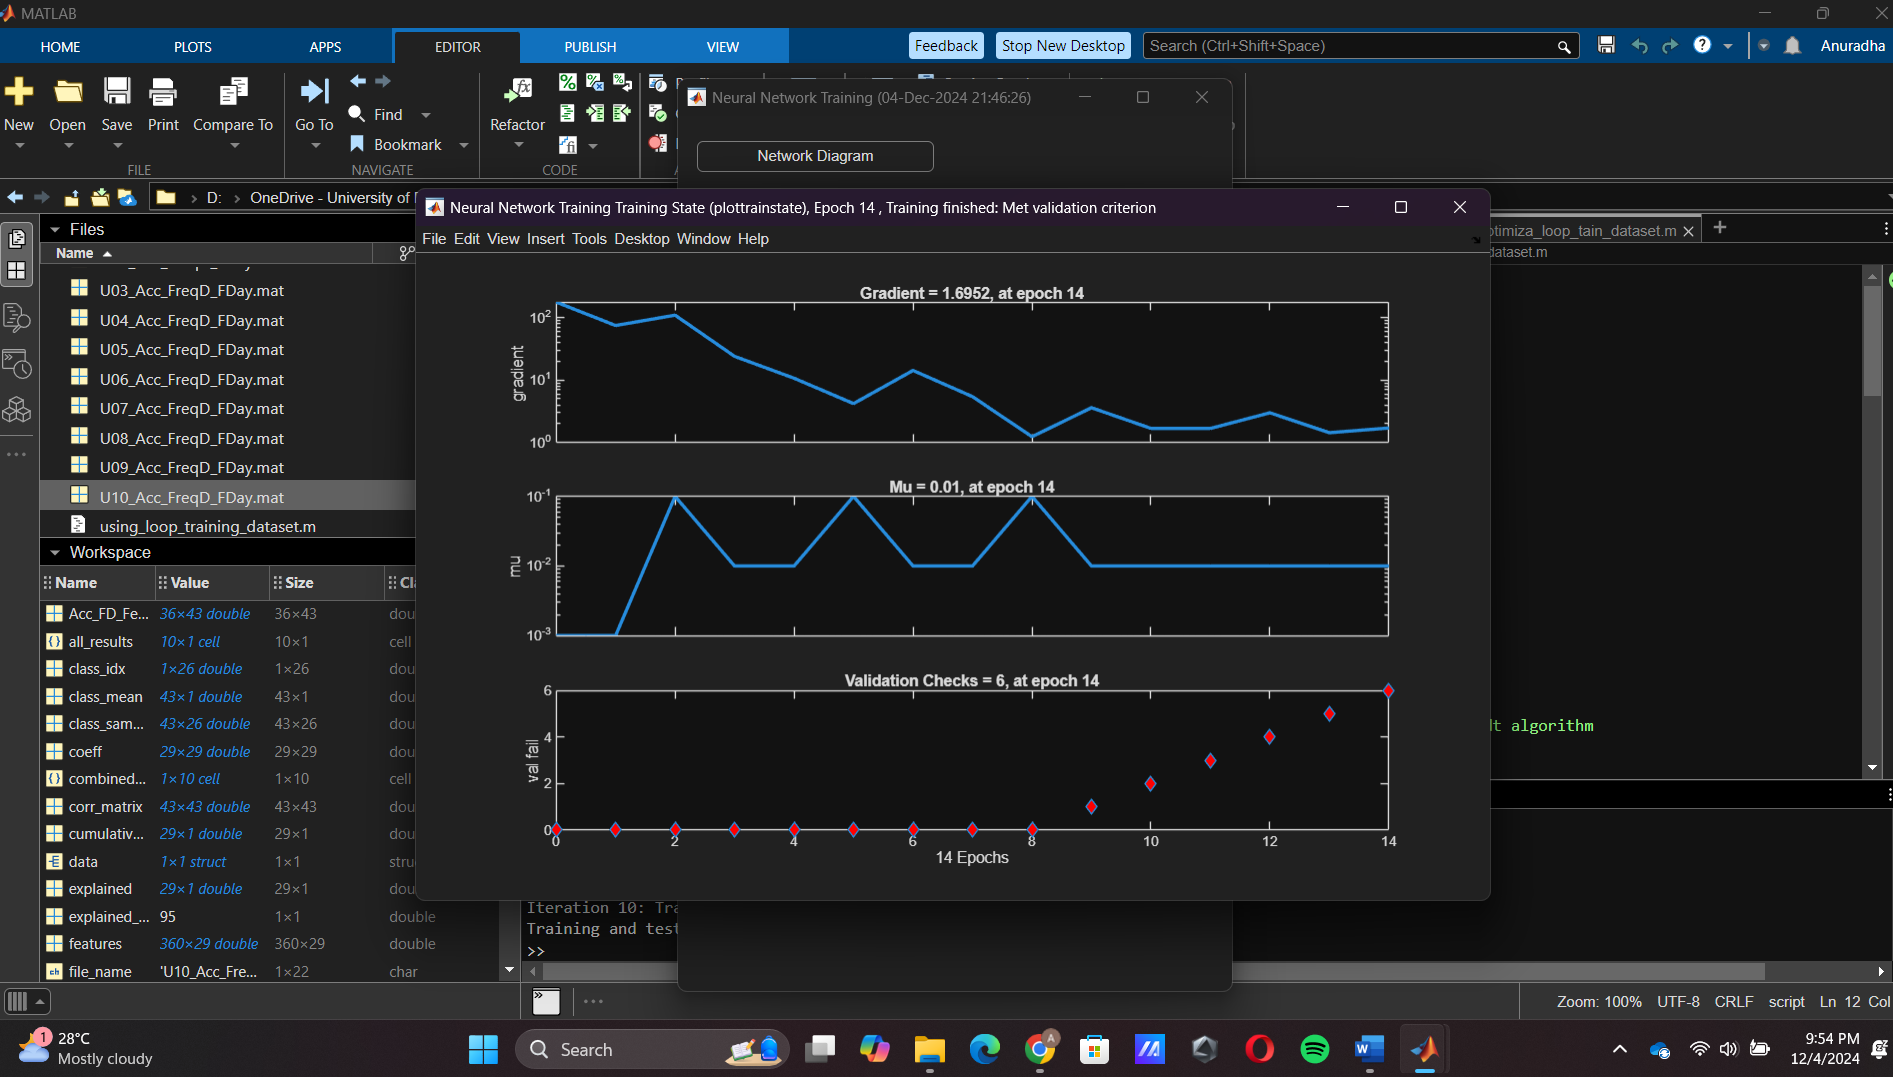 MATLAB
HOME PLOTS APPS EDITOR PUBLISH VIEW Feedback Stop New Desktop Search (Ctrl+Shift+Space) Anuradha
New Open Save Print Compare To Go To Find Bookmark Refactor
FILE NAVIGATE CODE
Neural Network Training (04-Dec-2024 21:46:26)
Network Diagram
D: OneDrive - University of
Neural Network Training Training State (plottrainstate), Epoch 14 , Training finished: Met validation criterion
File Edit View Insert Tools Desktop Window Help
ptimiza_loop_tain_dataset.m
dataset.m
Files
Name
U03_Acc_FreqD_FDay.mat
U04_Acc_FreqD_FDay.mat
U05_Acc_FreqD_FDay.mat
U06_Acc_FreqD_FDay.mat
U07_Acc_FreqD_FDay.mat
U08_Acc_FreqD_FDay.mat
U09_Acc_FreqD_FDay.mat
U10_Acc_FreqD_FDay.mat
using_loop_training_dataset.m
Workspace
Name Value Size Cl
Acc_FD_Fe... 36×43 double 36×43 dou
all_results 10×1 cell 10×1 cell
class_idx 1×26 double 1×26 dou
class_mean 43×1 double 43×1 dou
class_sam... 43×26 double 43×26 dou
coeff 29×29 double 29×29 dou
combined... 1×10 cell 1×10 cell
corr_matrix 43×43 double 43×43 dou
cumulativ... 29×1 double 29×1 dou
data 1×1 struct 1×1 stru
explained 29×1 double 29×1 dou
explained_... 95 1×1 double
features 360×29 double 360×29 double
file_name 'U10_Acc_Fre... 1×22 char
Gradient = 1.6952, at epoch 14
gradient
10² 10¹ 10⁰
Mu = 0.01, at epoch 14
mu
10⁻¹ 10⁻² 10⁻³
Validation Checks = 6, at epoch 14
val fail
6 4 2 0
0 2 4 6 8 10 12 14
14 Epochs
lt algorithm
Iteration 10: Tra
Training and test
>>
Zoom: 100% UTF-8 CRLF script Ln 12 Col
1
28°C
Mostly cloudy
Search
A
9:54 PM
12/4/2024